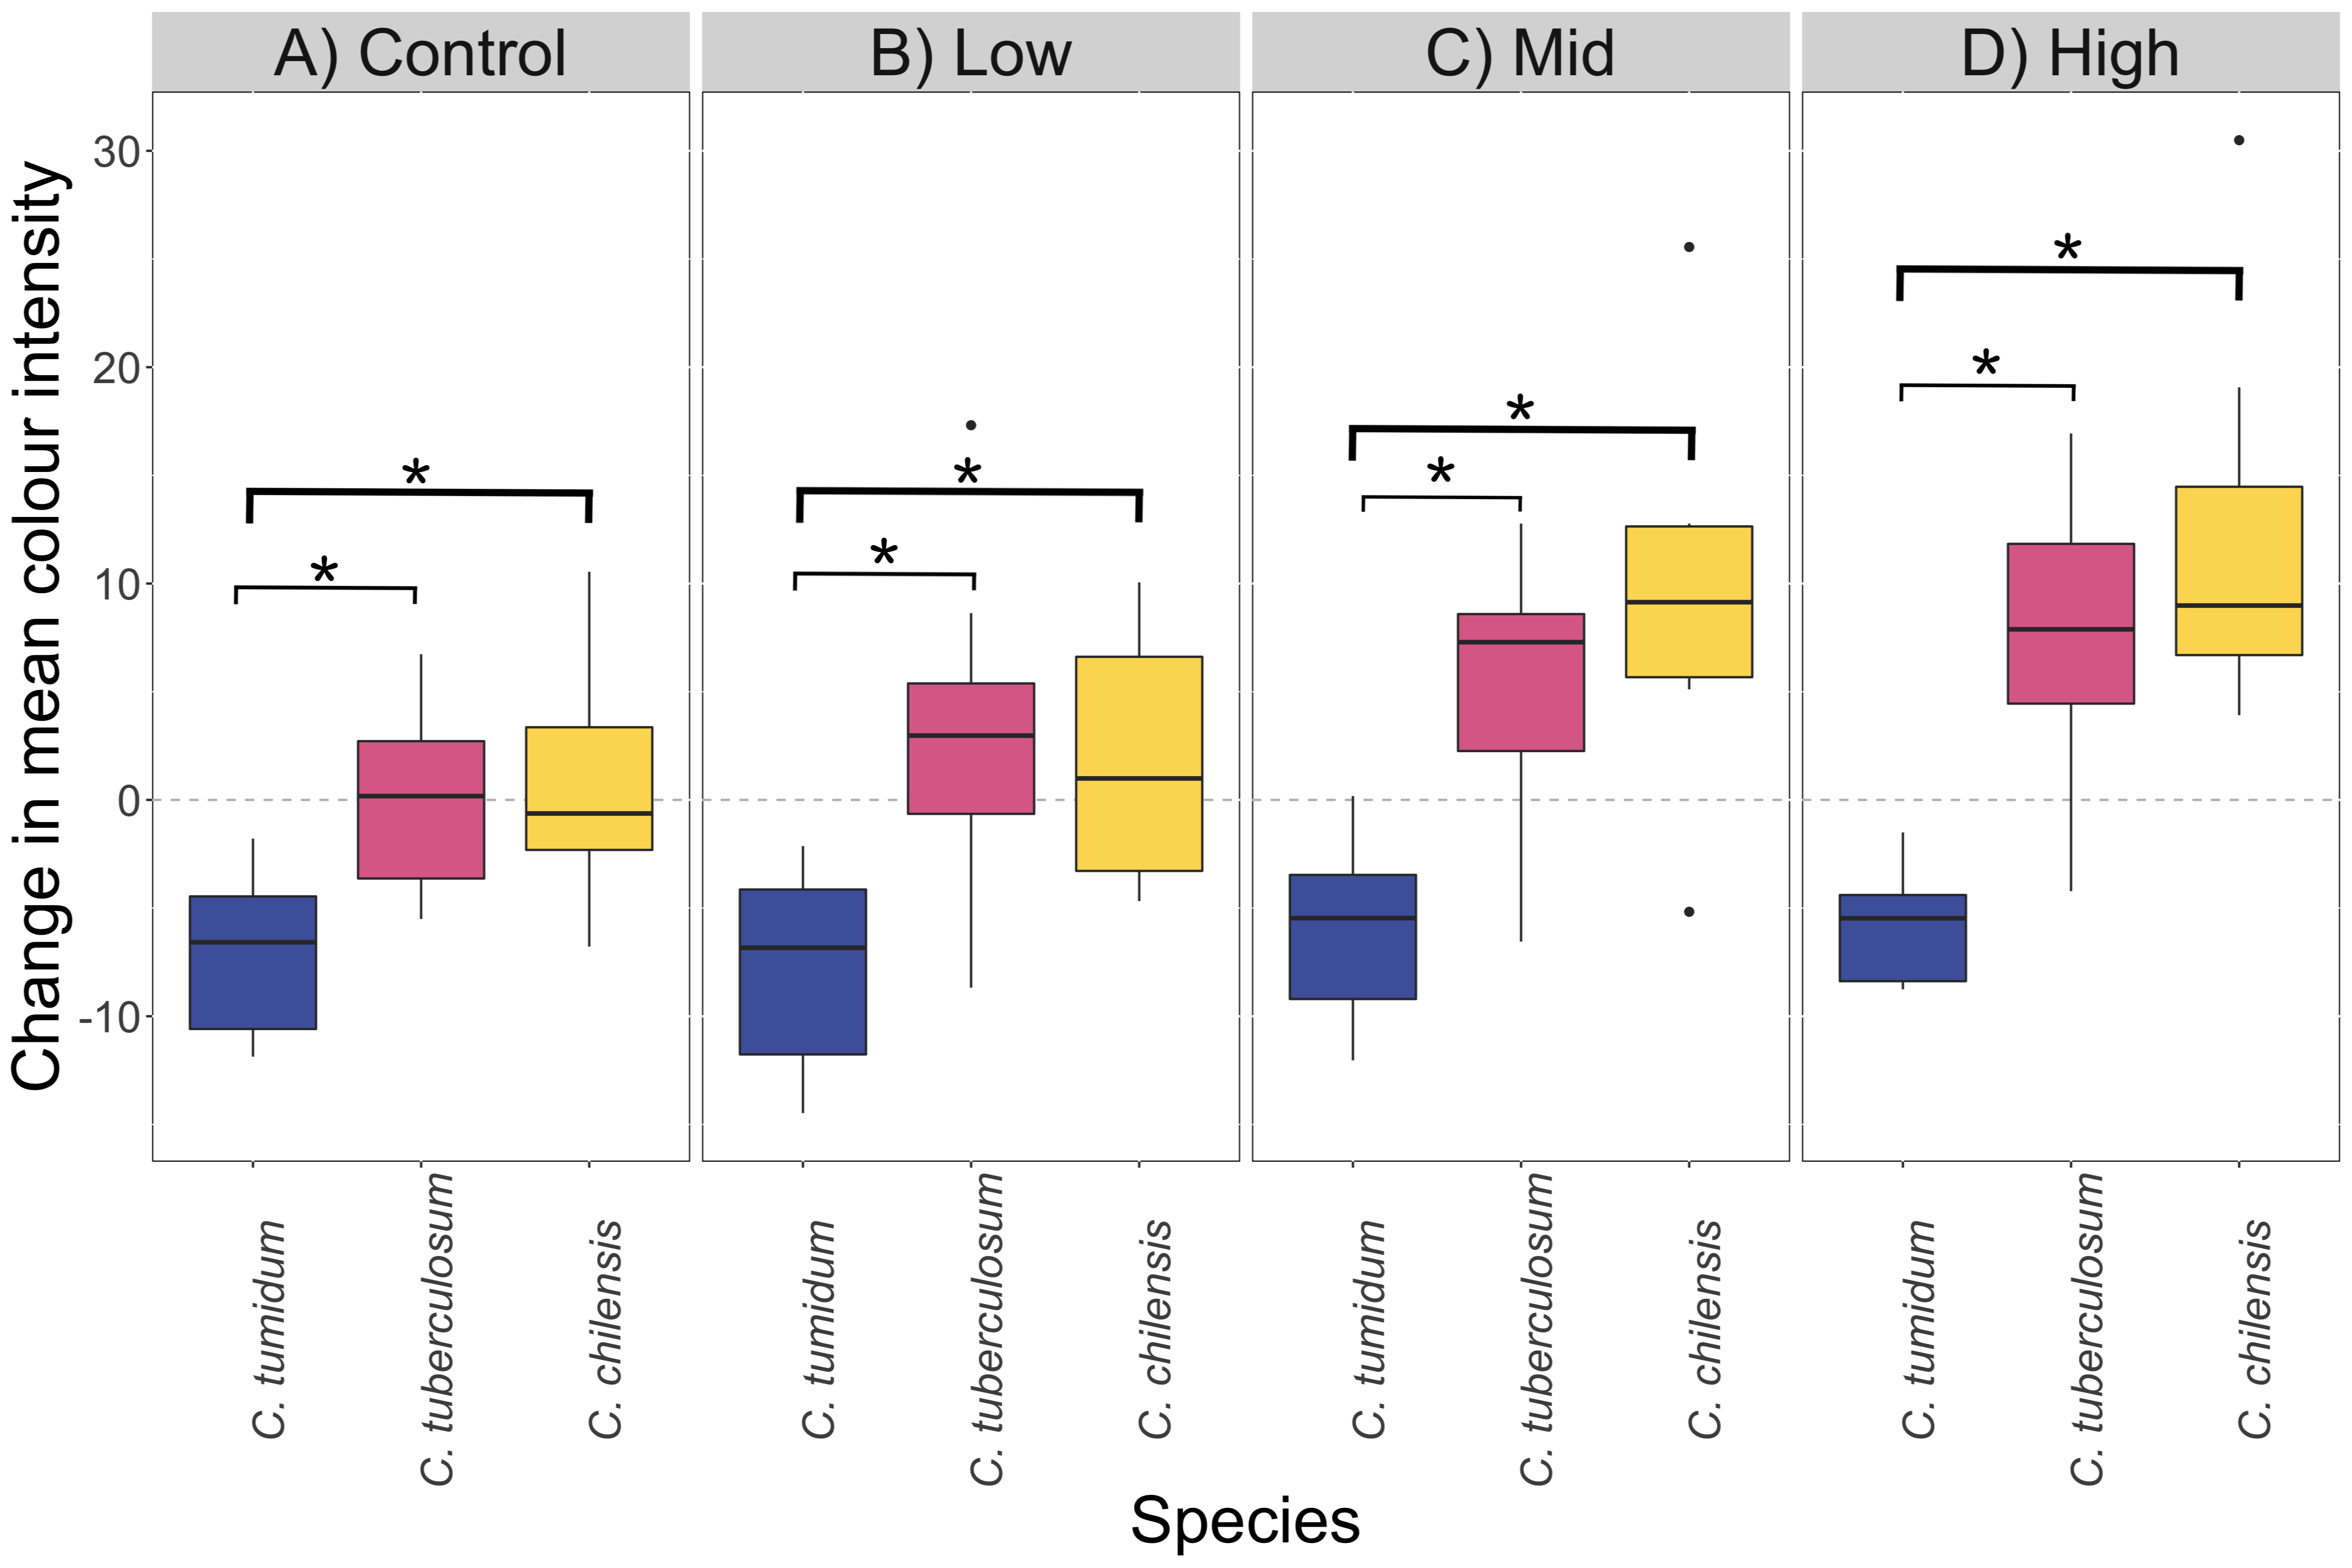 A) Control
B) Low
C) Mid
D) High
Change in mean colour intensity
30
20
10
0
-10
*
*
*
*
*
*
*
*
C. tumidum
C. tuberculosum
C. chilensis
C. tumidum
C. tuberculosum
C. chilensis
C. tumidum
C. tuberculosum
C. chilensis
C. tumidum
C. tuberculosum
C. chilensis
Species